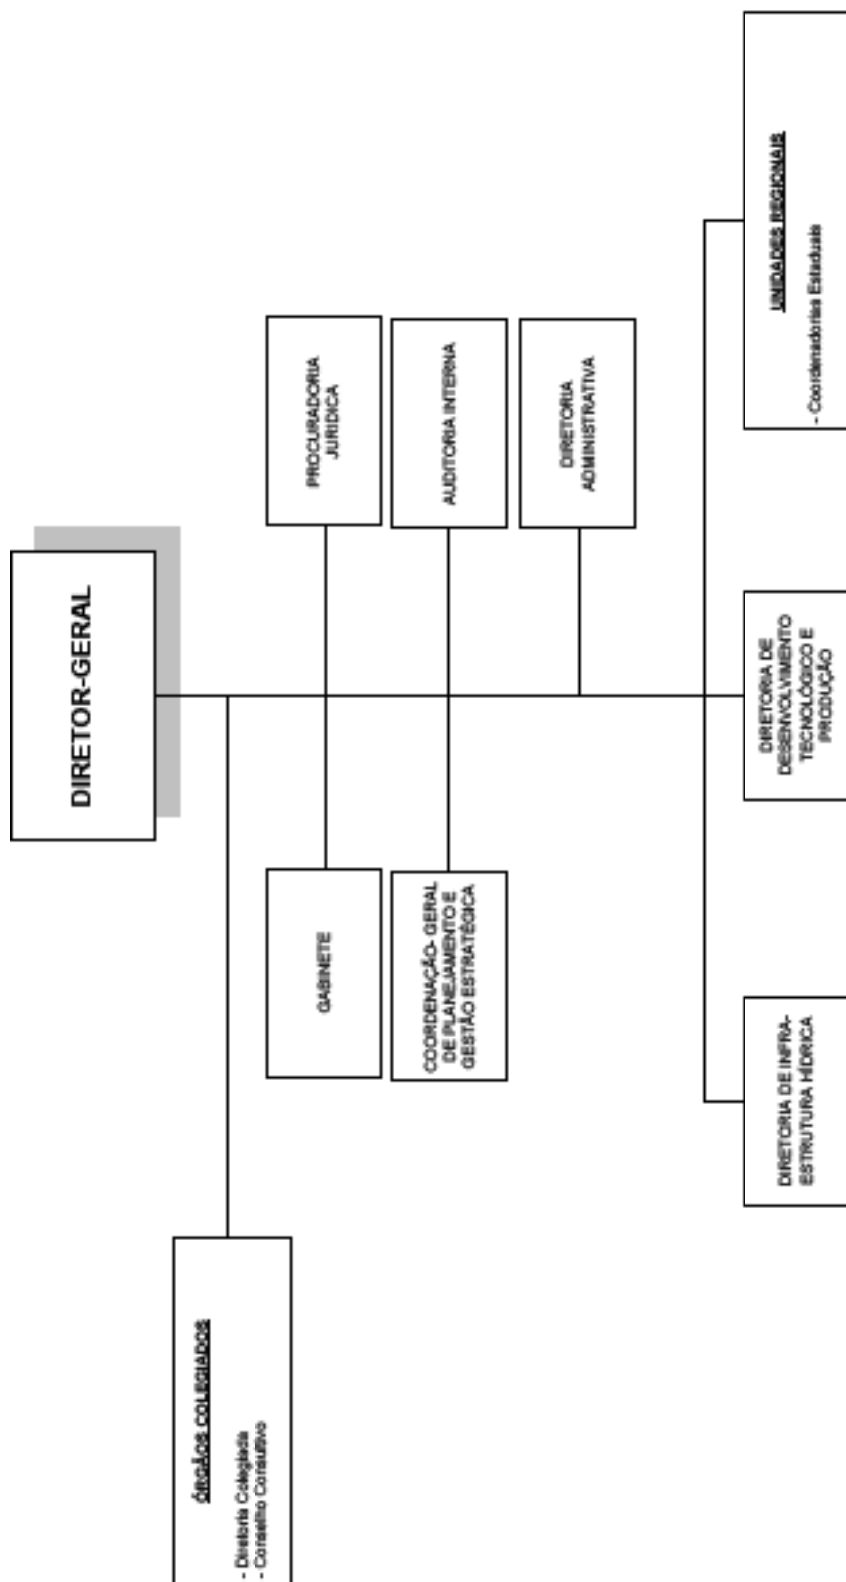 DIRETOR-GERAL
ÓRGÃOS COLEGIADOS
- Diretoria Colegiada
- Conselho Consultivo
GABINETE
PROCURADORIA
JURIDICA
COORDENAÇÃO- GERAL
DE PLANEJAMENTO E
GESTÃO ESTRATÉGICA
AUDITORIA INTERNA
DIRETORIA
ADMINISTRATIVA
DIRETORIA DE INFRA-
ESTRUTURA HÍDRICA
DIRETORIA DE
DESENVOLVIMENTO
TECNOLÓGICO E
PRODUÇÃO
UNIDADES REGIONAIS
- Coordenadorias Estaduais